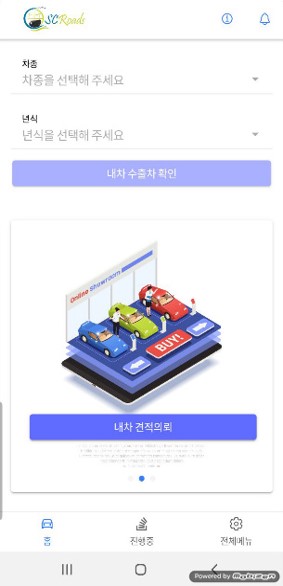 SCRoads
차종
차종을 선택해 주세요
년식
년식을 선택해 주세요
내차 수출차 확인
Online Showroom
BUY!
내차 견적의뢰
홈
진행중
전체메뉴
Powered by